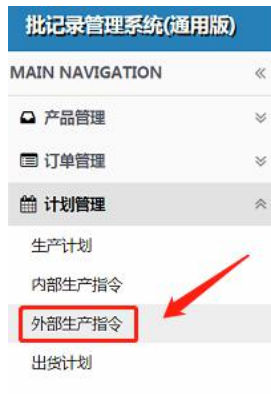 批记录管理系统(通用版)
MAIN NAVIGATION
产品管理
订单管理
计划管理
生产计划
内部生产指令
外部生产指令
出货计划